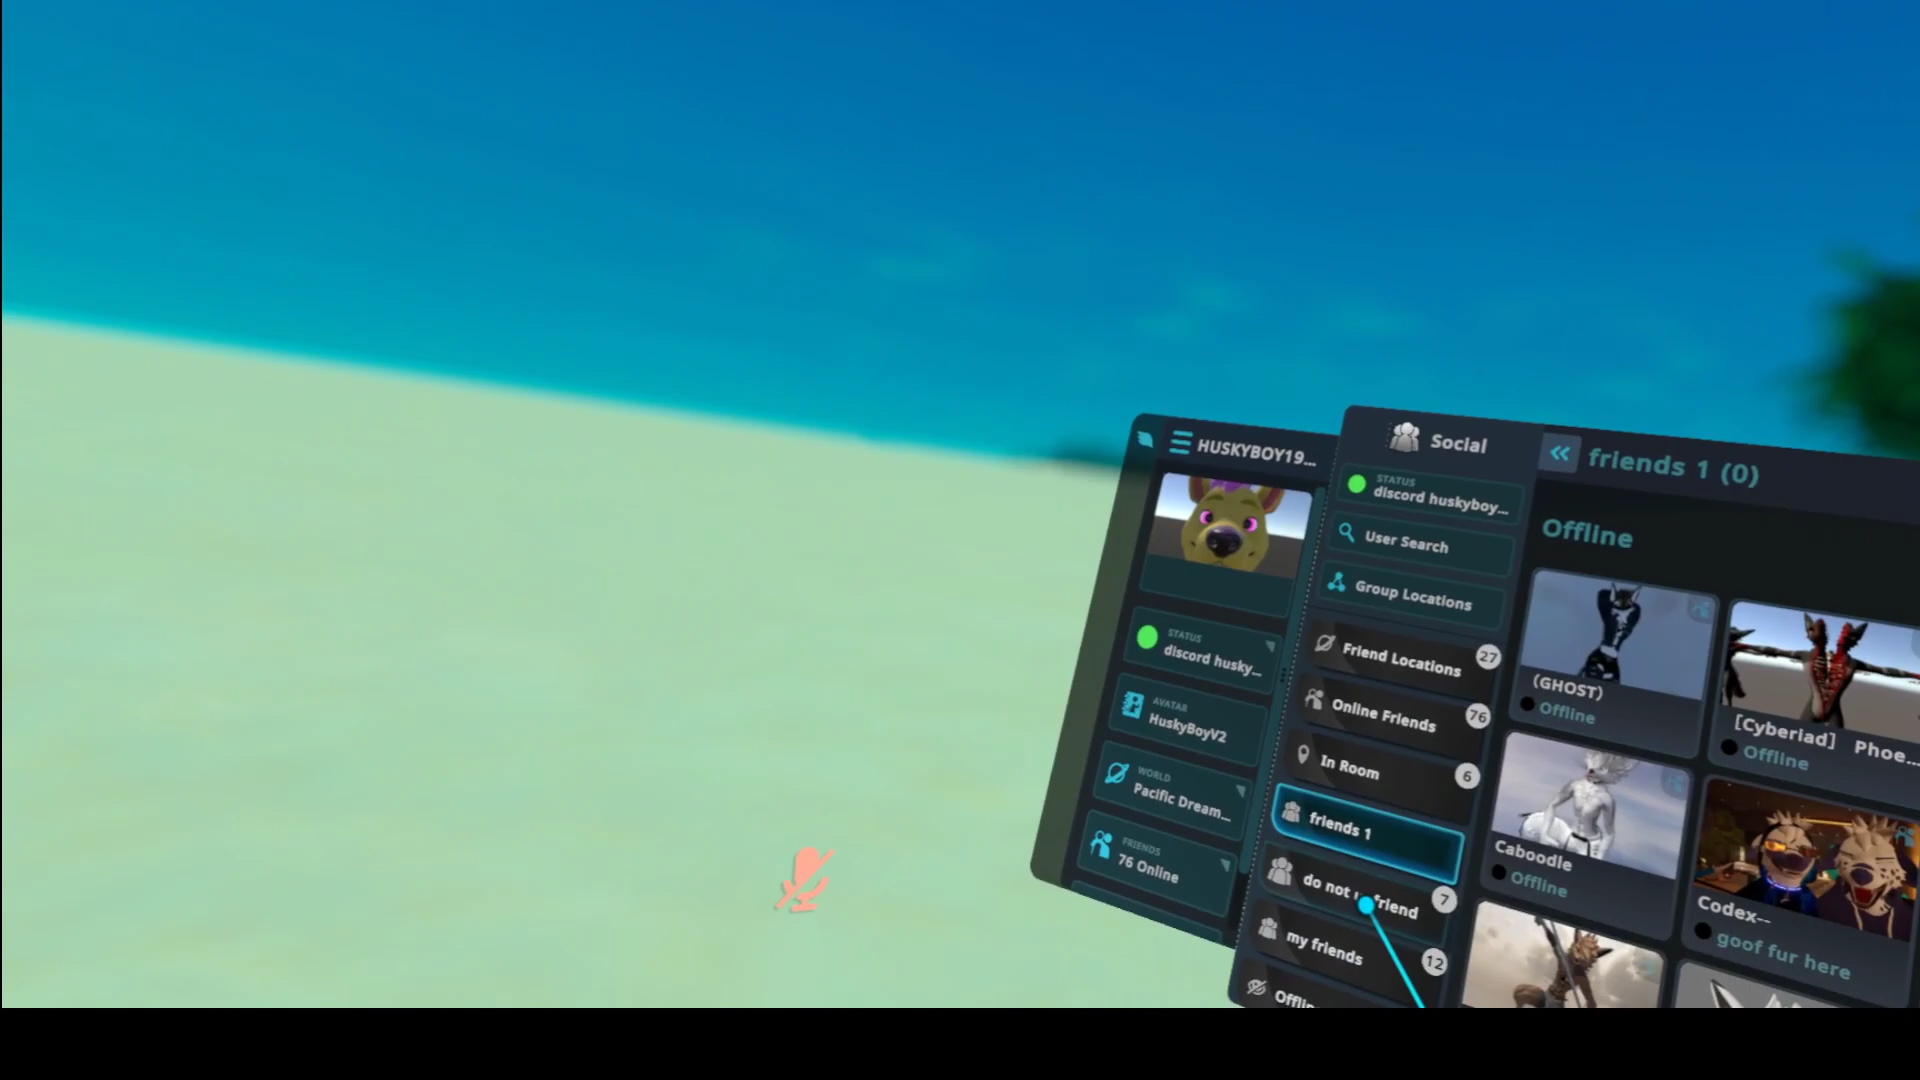 HUSKYBOY19...
STATUS
discord husky...
AVATAR
HuskyBoyV2
WORLD
Pacific Dream...
FRIENDS
76 Online
Social
STATUS
discord huskyboy...
User Search
Group Locations
Friend Locations 27
Online Friends 76
In Room 6
friends 1
do not friend 7
my friends 12
friends 1 (0)
Offline
(GHOST)
Offline
[Cyberiad] Phoe...
Offline
Caboodle
Offline
Codex--
goof fur here